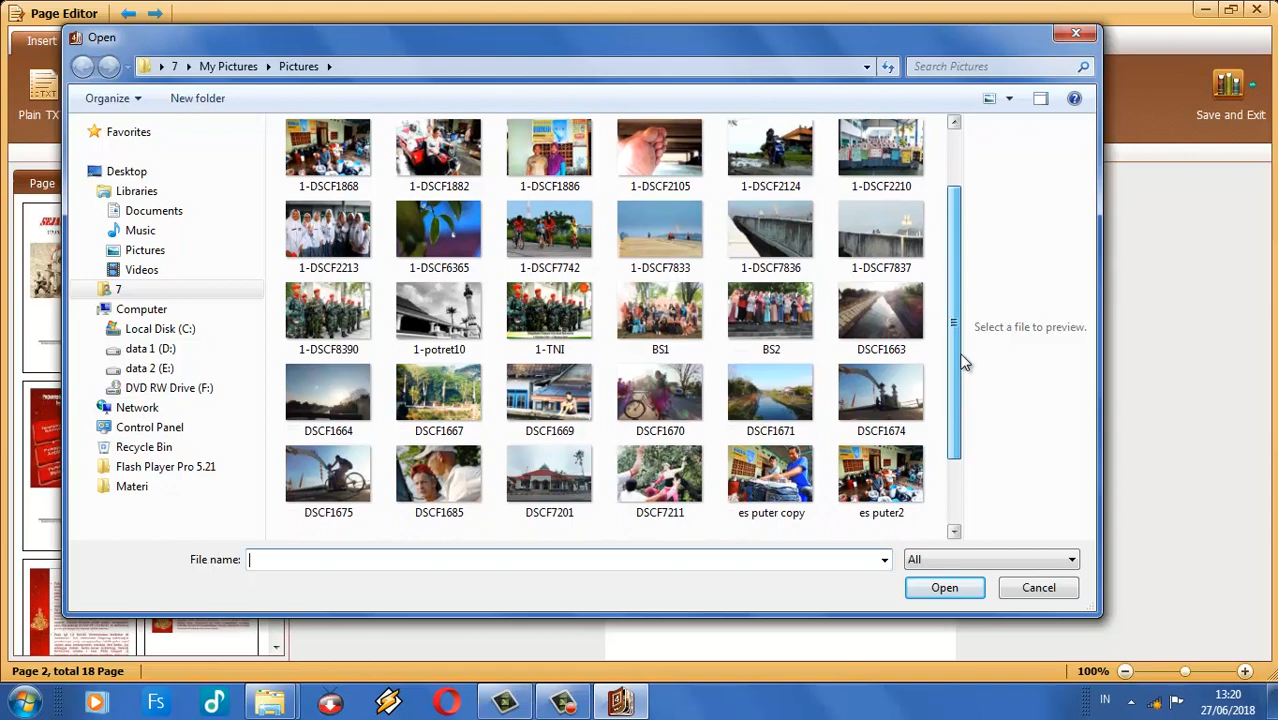 Page Editor
Insert
Open
7
My Pictures
Pictures
Search Pictures
Organize
New folder
Plain TX
Save and Exit
Page
Favorites
Desktop
Libraries
Documents
Music
Pictures
Videos
7
Computer
Local Disk (C:)
data 1 (D:)
data 2 (E:)
DVD RW Drive (F:)
Network
Control Panel
Recycle Bin
Flash Player Pro 5.21
Materi
1-DSCF1868
1-DSCF1882
1-DSCF1886
1-DSCF2105
1-DSCF2124
1-DSCF2210
1-DSCF2213
1-DSCF6365
1-DSCF7742
1-DSCF7833
1-DSCF7836
1-DSCF7837
1-DSCF8390
1-potret10
1-TNI
BS1
BS2
DSCF1663
DSCF1664
DSCF1667
DSCF1669
DSCF1670
DSCF1671
DSCF1674
DSCF1675
DSCF1685
DSCF7201
DSCF7211
es puter copy
es puter2
Select a file to preview.
File name:
All
Open
Cancel
Page 2, total 18 Page
100%
Fs
IN
13:20
27/06/2018